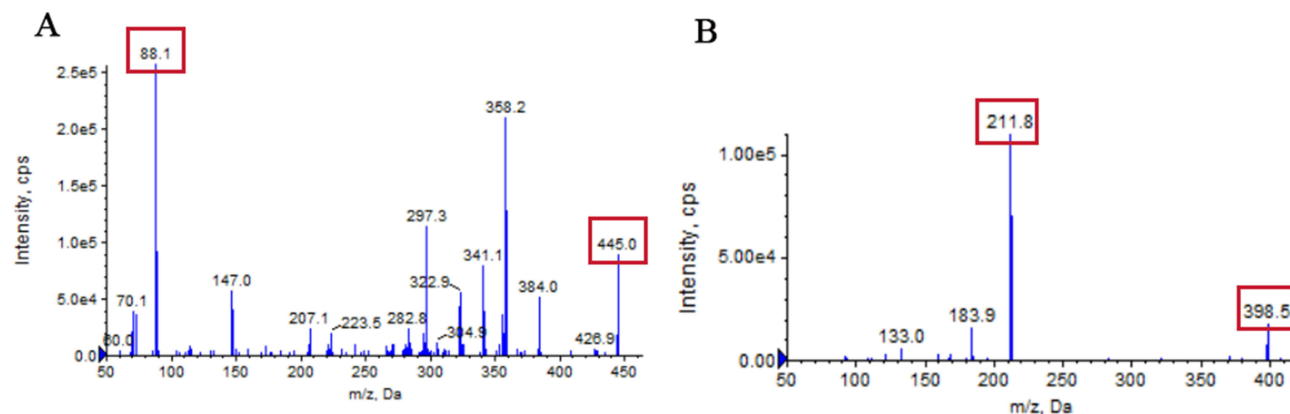 A
88.1
2.5e5
358.2
2.0e5
Intensity, cps
1.5e5
297.3
445.0
1.0e5
341.1
322.9
384.0
147.0
5.0e4
70.1
207.1
223.5
282.8
304.9
426.9
60.0
0.0
50 100 150 200 250 300 350 400 450
m/z, Da
B
211.8
1.00e5
Intensity, cps
5.00e4
398.5
183.9
133.0
0.00
50 100 150 200 250 300 350 400
m/z, Da